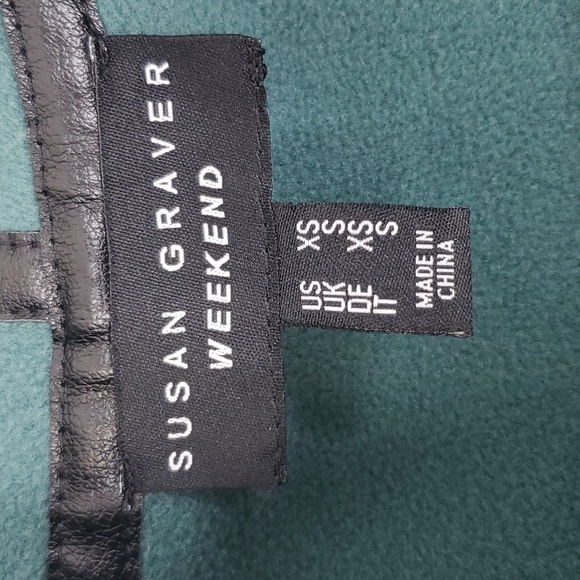 SUSAN GRAVER
WEEKEND
US XS
UK S
DE XS
IT S
MADE IN
CHINA